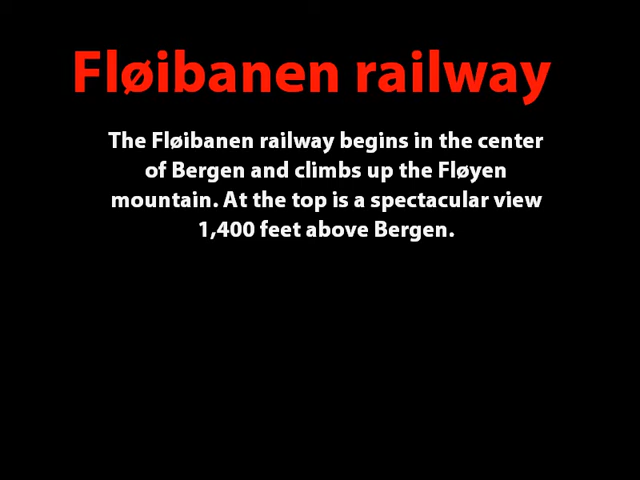 Fløibanen railway
The Fløibanen railway begins in the center
of Bergen and climbs up the Fløyen
mountain. At the top is a spectacular view
1,400 feet above Bergen.